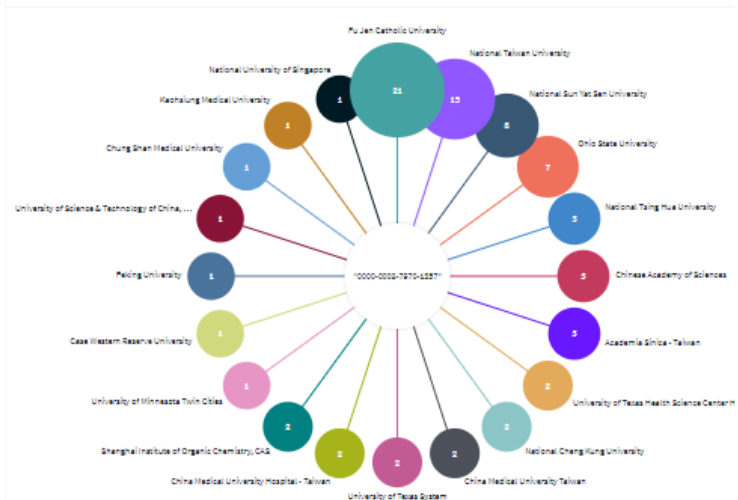 Fu Jen Catholic University
21
National Taiwan University
15
National Sun Yat Sen University
8
Ohio State University
7
National Tsing Hua University
5
Chinese Academy of Sciences
5
Academia Sinica - Taiwan
5
University of Texas Health Science Center H
2
National Cheng Kung University
2
China Medical University Taiwan
2
University of Texas System
2
China Medical University Hospital - Taiwan
2
Shanghai Institute of Organic Chemistry, CAS
2
University of Minnesota Twin Cities
1
Case Western Reserve University
1
Peking University
1
University of Science & Technology of China, ...
1
Chung Shan Medical University
1
Kaohsiung Medical University
1
National University of Singapore
1